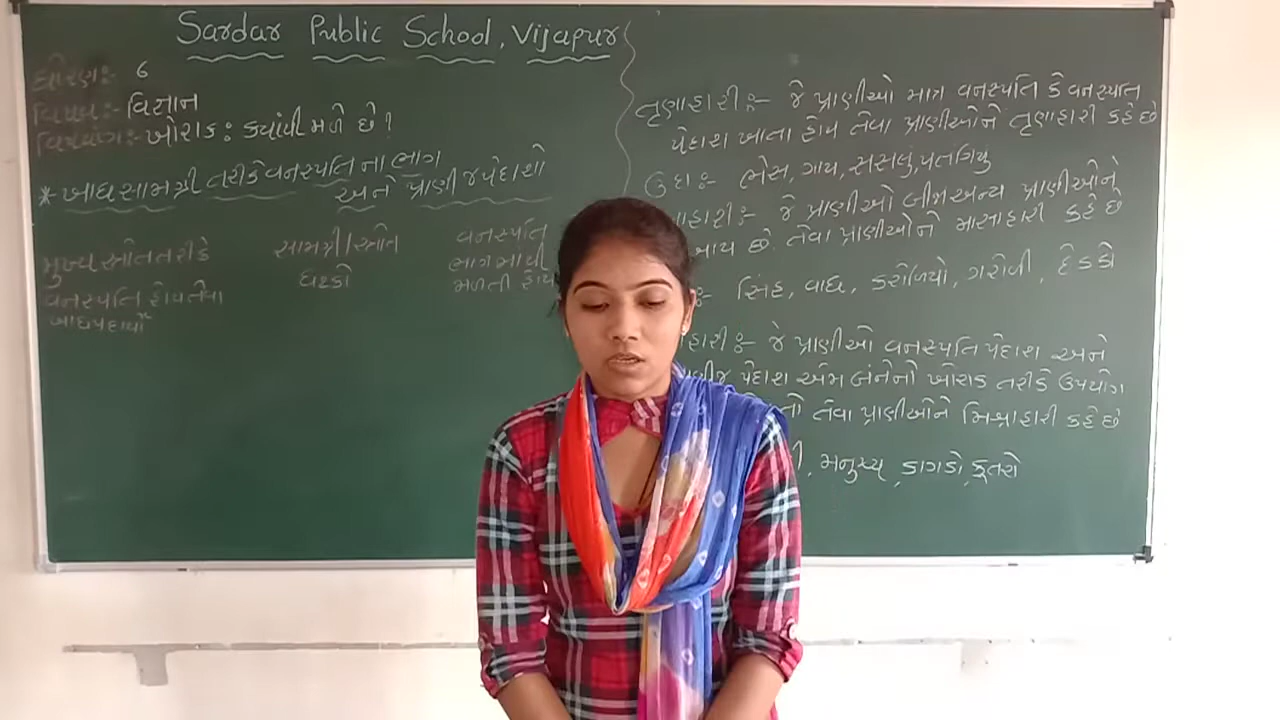 Sardar Public School, Vijapur
ધોરણ:- 6
વિષય:- વિજ્ઞાન
વિષયાંગ:- ખોરાક: ક્યાંથી મળે છે?
* ખાદ્ય સામગ્રી તરીકે વનસ્પતિ ના ભાગ
અને પ્રાણીજ પેદાશો
મુખ્ય સ્ત્રોત તરીકે
વનસ્પતિ હોય તેવા
ખાદ્યપદાર્થો
સામગ્રી/સ્ત્રોત
ઘટકો
વનસ્પતિ
ભાગમાંથી
મળતી હોય
તૃણાહારી:- જે પ્રાણીઓ માત્ર વનસ્પતિ કે વનસ્પતિ
પેદાશ ખાતા હોય તેવા પ્રાણીઓને તૃણાહારી કહે છે
ઉદા:- ભેંસ, ગાય, સસલું, પતંગિયુ
હારી:- જે પ્રાણીઓ બીજા અન્ય પ્રાણીઓને
ખાય છે. તેવા પ્રાણીઓને માંસાહારી કહે છે
:- સિંહ, વાઘ, કરોળિયો, ગરોળી, દેડકો
હારી:- જે પ્રાણીઓ વનસ્પતિ પેદાશ અને
પેદાશ એમ બંનેનો ખોરાક તરીકે ઉપયોગ
તો તેવા પ્રાણીઓને મિશ્રાહારી કહે છે
, મનુષ્ય, કાગડો, કૂતરો